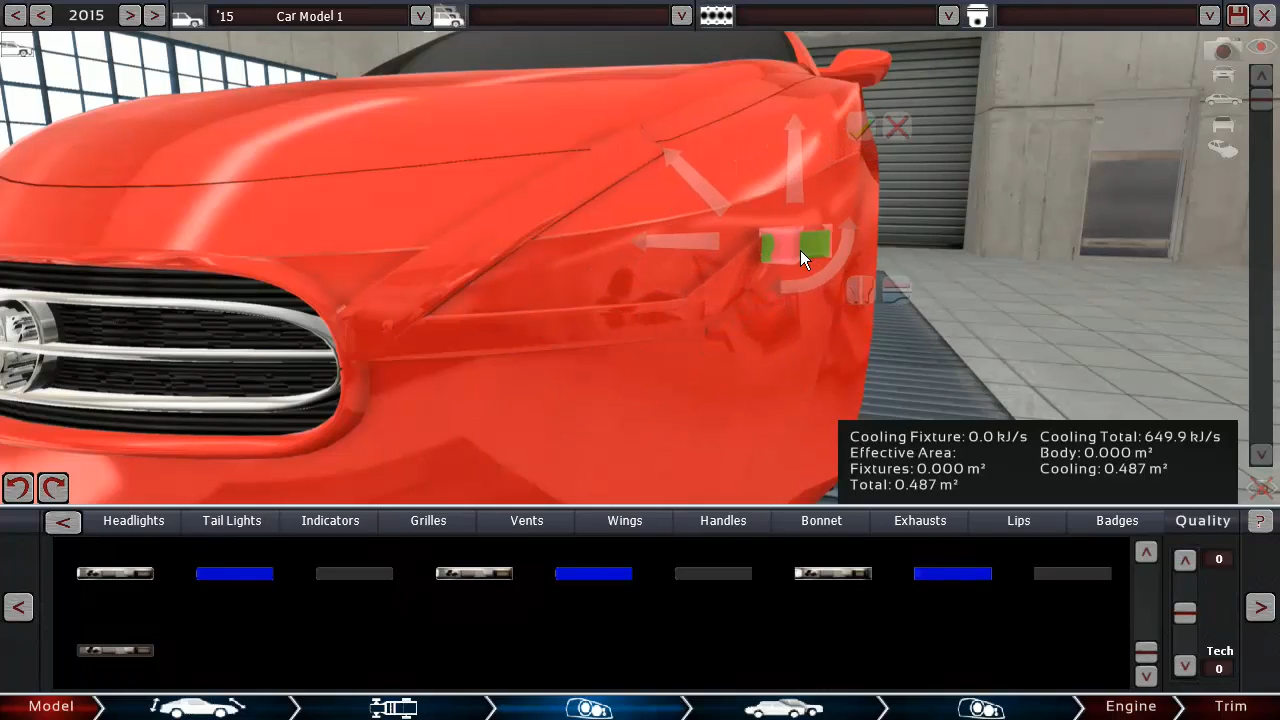 2015 '15 Car Model 1
Cooling Fixture: 0.0 kJ/s Cooling Total: 649.9 kJ/s
Effective Area: Body: 0.000 m²
Fixtures: 0.000 m² Cooling: 0.487 m²
Total: 0.487 m²
Headlights Tail Lights Indicators Grilles Vents Wings Handles Bonnet Exhausts Lips Badges Quality ?
0
Tech
0
Model Engine Trim